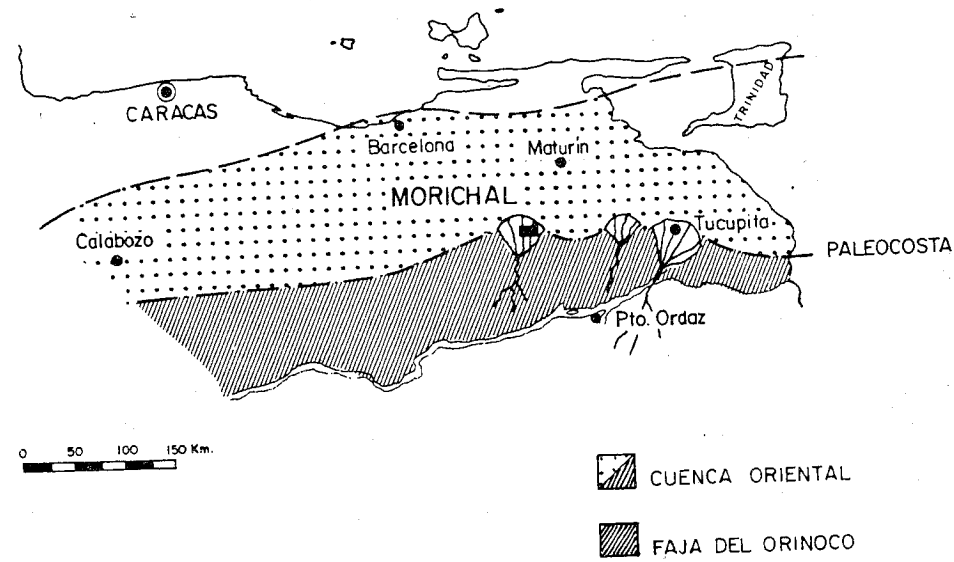 TRINIDAD
CARACAS
Barcelona
Maturín
MORICHAL
Tucupita
Calabozo
PALEOCOSTA
Pto. Ordaz
0 50 100 150 Km.
CUENCA ORIENTAL
FAJA DEL ORINOCO